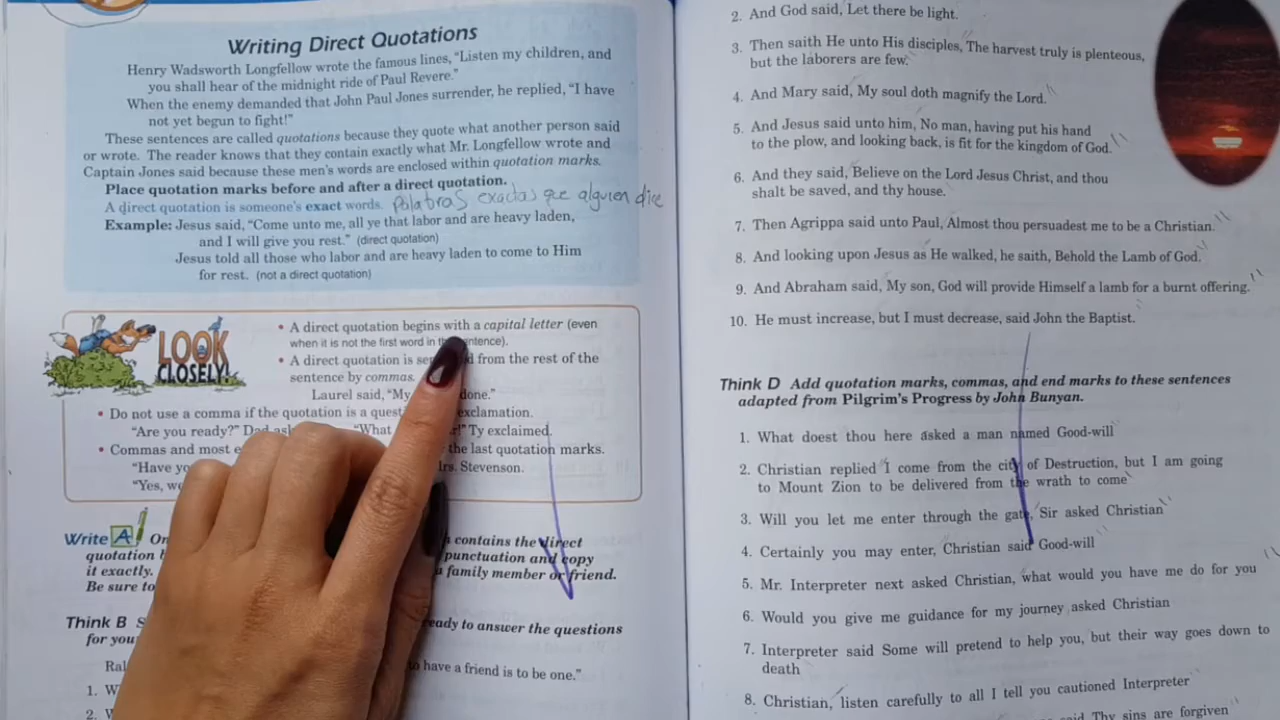 Writing Direct Quotations
Henry Wadsworth Longfellow wrote the famous lines, "Listen my children, and
you shall hear of the midnight ride of Paul Revere."
When the enemy demanded that John Paul Jones surrender, he replied, "I have
not yet begun to fight!"
These sentences are called quotations because they quote what another person said
or wrote. The reader knows that they contain exactly what Mr. Longfellow wrote and
Captain Jones said because these men's words are enclosed within quotation marks.
Place quotation marks before and after a direct quotation.
A direct quotation is someone's exact words. Palabras exactas que alguien dice
Example: Jesus said, "Come unto me, all ye that labor and are heavy laden,
and I will give you rest." (direct quotation)
Jesus told all those who labor and are heavy laden to come to Him
for rest. (not a direct quotation)
LOOK
CLOSELY!
• A direct quotation begins with a capital letter (even
when it is not the first word in the sentence).
• A direct quotation is from the rest of the
sentence by commas.
Laurel said, "My done."
• Do not use a comma if the quotation is a exclamation.
"Are you ready?" Dad "What Ty exclaimed.
• Commas and most the last quotation marks.
"Have Mrs. Stevenson.
"Yes,
Write A contains the direct
quotation punctuation and copy
it exactly. a family member or friend.
Be sure to
Think B ready to answer the questions
for
to have a friend is to be one."
1.
2.
2. And God said, Let there be light.
3. Then saith He unto His disciples, The harvest truly is plenteous,
but the laborers are few.
4. And Mary said, My soul doth magnify the Lord."
5. And Jesus said unto him, No man, having put his hand
to the plow, and looking back, is fit for the kingdom of God."
6. And they said, Believe on the Lord Jesus Christ, and thou
shalt be saved, and thy house.
7. Then Agrippa said unto Paul, Almost thou persuadest me to be a Christian."
8. And looking upon Jesus as He walked, he saith, Behold the Lamb of God."
9. And Abraham said, My son, God will provide Himself a lamb for a burnt offering."
10. He must increase, but I must decrease, said John the Baptist.
Think D Add quotation marks, commas, and end marks to these sentences
adapted from Pilgrim's Progress by John Bunyan.
1. What doest thou here asked a man named Good-will
2. Christian replied I come from the city of Destruction, but I am going
to Mount Zion to be delivered from the wrath to come"
3. Will you let me enter through the gate, Sir asked Christian"
4. Certainly you may enter, Christian said Good-will
5. Mr. Interpreter next asked Christian, what would you have me do for you
6. Would you give me guidance for my journey asked Christian
7. Interpreter said Some will pretend to help you, but their way goes down to
death
8. Christian, listen carefully to all I tell you cautioned Interpreter
said Thy sins are forgiven"